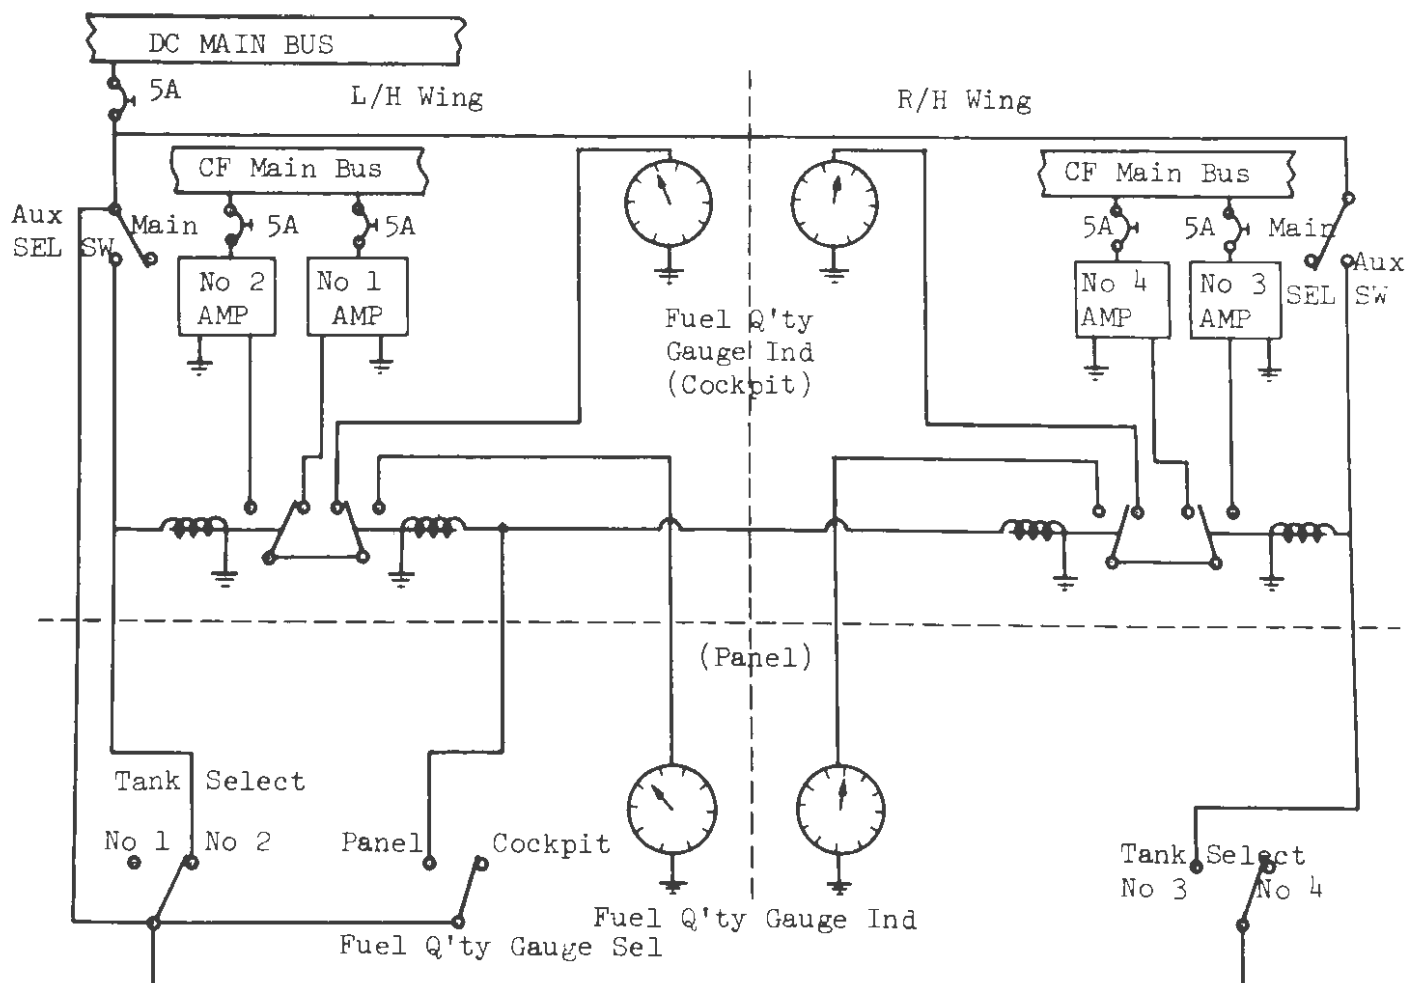 DC MAIN BUS
5A
L/H Wing
R/H Wing
CF Main Bus
CF Main Bus
Aux
Main
SEL SW
5A
5A
5A
5A
Main
Aux
SEL SW
No 2
AMP
No 1
AMP
No 4
AMP
No 3
AMP
Fuel Q'ty
Gauge Ind
(Cockpit)
(Panel)
Tank Select
No 1
No 2
Panel
Cockpit
Fuel Q'ty Gauge Sel
Fuel Q'ty Gauge Ind
Tank Select
No 3
No 4